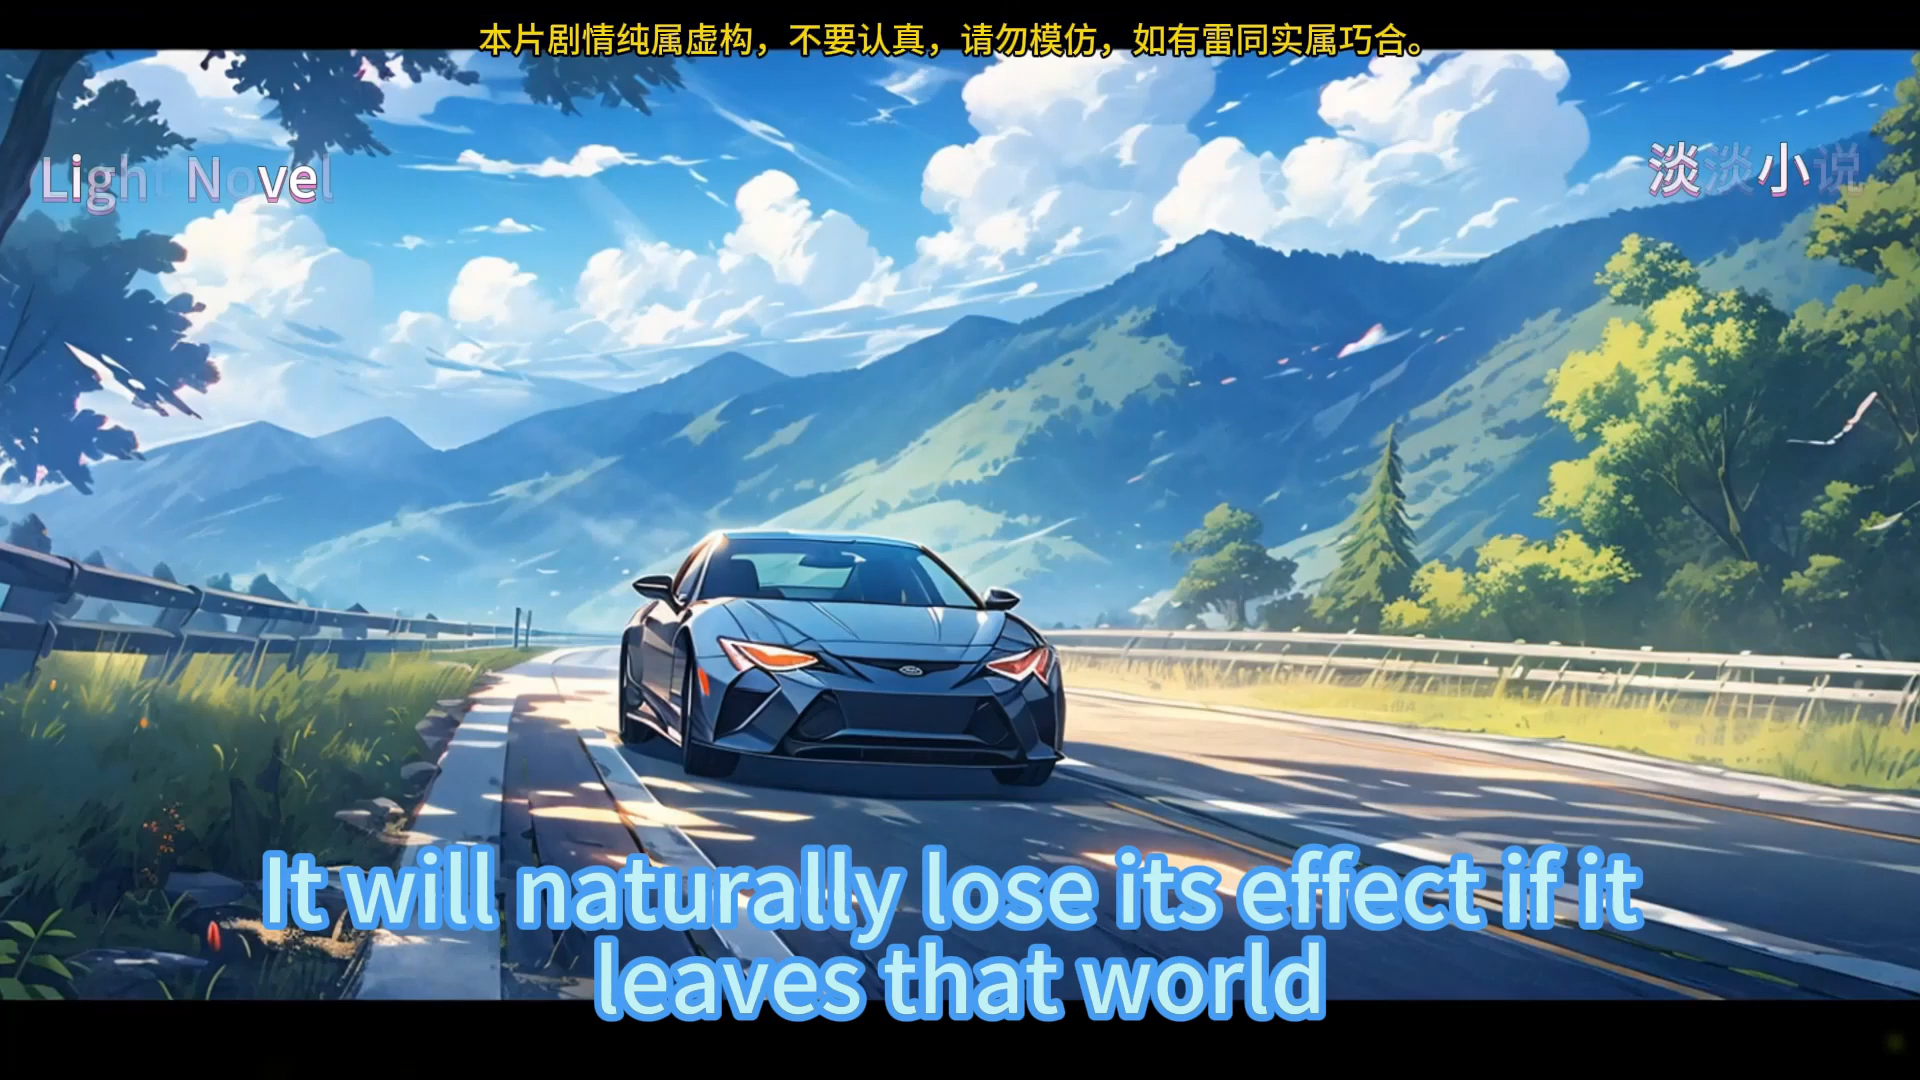 本片剧情纯属虚构，不要认真，请勿模仿，如有雷同实属巧合。
Light Novel
淡淡小说
It will naturally lose its effect if it
leaves that world